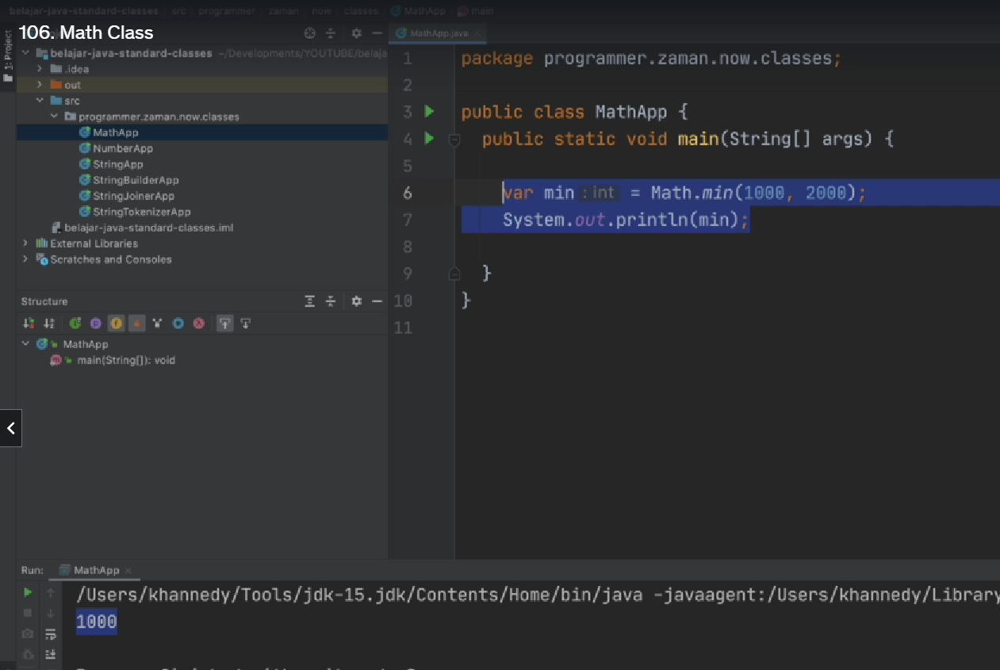 belajar-java-standard-classes src programmer zaman now classes MathApp main
106. Math Class
MathApp.java
1: Project
belajar-java-standard-classes ~/Developments/YOUTUBE/belaja
.idea
out
src
programmer.zaman.now.classes
MathApp
NumberApp
StringApp
StringBuilderApp
StringJoinerApp
StringTokenizerApp
belajar-java-standard-classes.iml
External Libraries
Scratches and Consoles
Structure
MathApp
main(String[]): void
1 package programmer.zaman.now.classes;
2
3 public class MathApp {
4 public static void main(String[] args) {
5
6 var min : int = Math.min(1000, 2000);
7 System.out.println(min);
8
9 }
10 }
11
Run: MathApp
/Users/khannedy/Tools/jdk-15.jdk/Contents/Home/bin/java -javaagent:/Users/khannedy/Library
1000